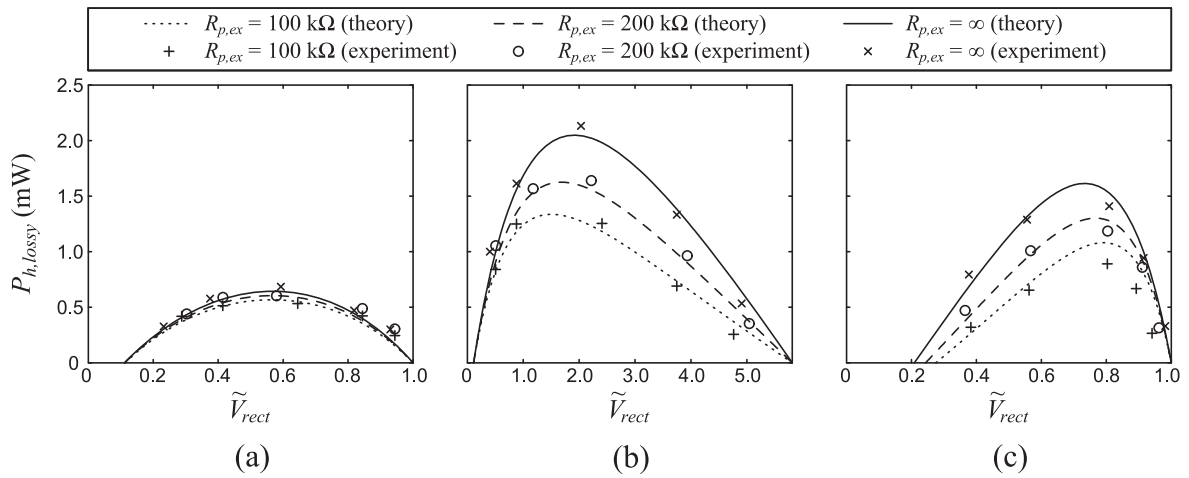 R_{p,ex} = 100 kΩ (theory) R_{p,ex} = 200 kΩ (theory) R_{p,ex} = ∞ (theory)
R_{p,ex} = 100 kΩ (experiment) R_{p,ex} = 200 kΩ (experiment) R_{p,ex} = ∞ (experiment)
P_{h,lossy} (mW)
2.5
2.0
1.5
1.0
0.5
0
0 0.2 0.4 0.6 0.8 1.0
0 1.0 2.0 3.0 4.0 5.0
0 0.2 0.4 0.6 0.8 1.0
Ṽ_{rect} Ṽ_{rect} Ṽ_{rect}
(a) (b) (c)